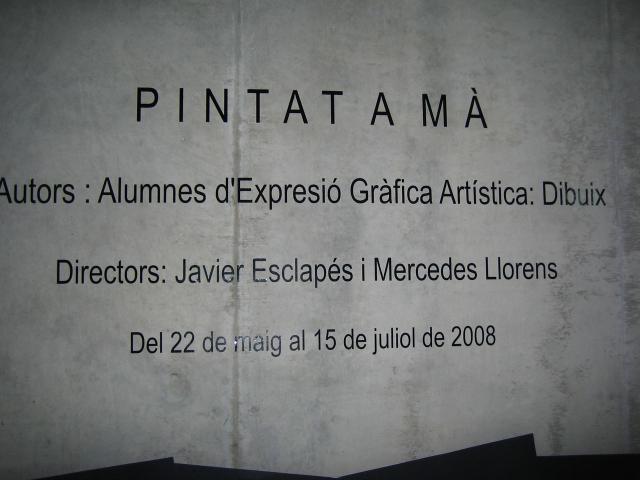 PINTAT A MÀ
Autors : Alumnes d'Expresió Gràfica Artística: Dibuix
Directors: Javier Esclapés i Mercedes Llorens
Del 22 de maig al 15 de juliol de 2008